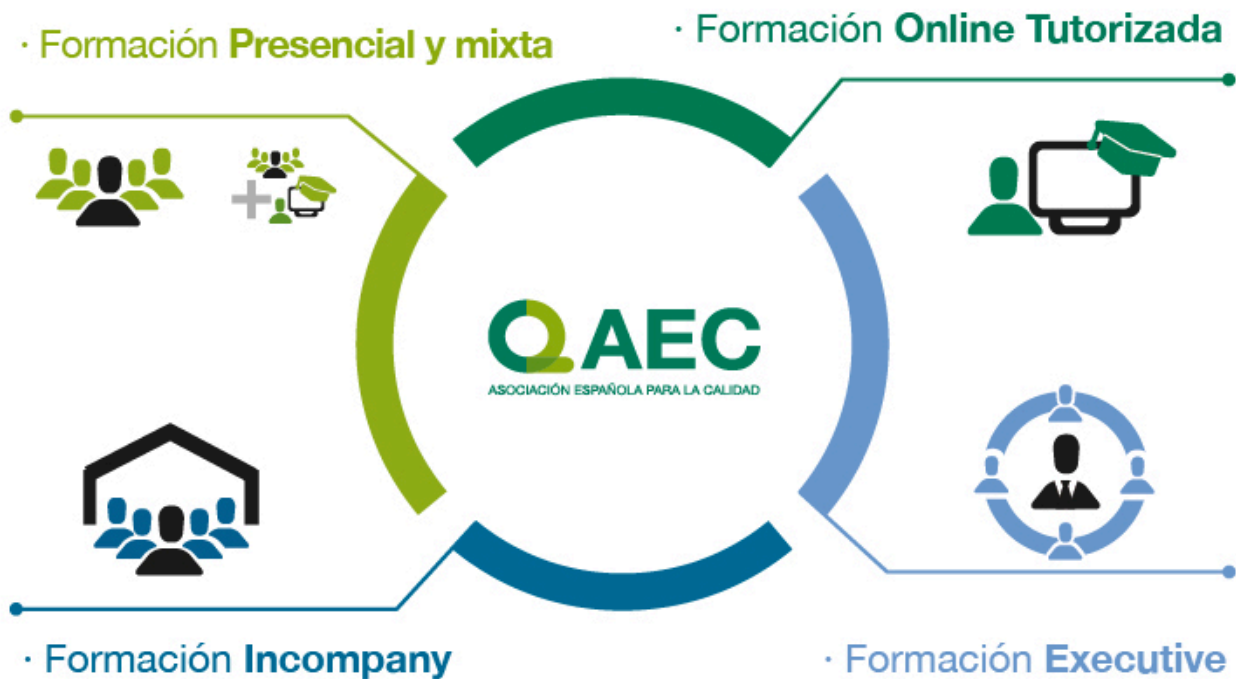 · Formación Presencial y mixta
· Formación Online Tutorizada
AEC
ASOCIACIÓN ESPAÑOLA PARA LA CALIDAD
· Formación Incompany
· Formación Executive